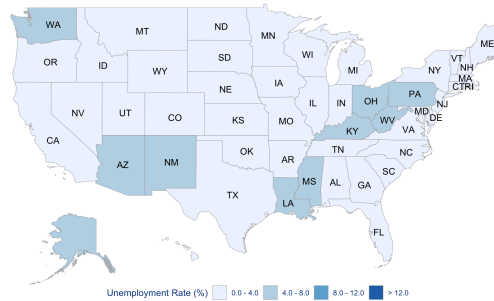 WA
MT
ND
MN
ME
OR
ID
WY
SD
WI
MI
NY
VT
NH
MA
CTRI
NV
UT
CO
NE
IA
IL
IN
OH
PA
NJ
CA
KS
MO
KY
WV
MD
DE
VA
AZ
NM
OK
AR
TN
NC
TX
LA
MS
AL
GA
SC
FL
Unemployment Rate (%) 0.0 - 4.0 4.0 - 8.0 8.0 - 12.0 > 12.0